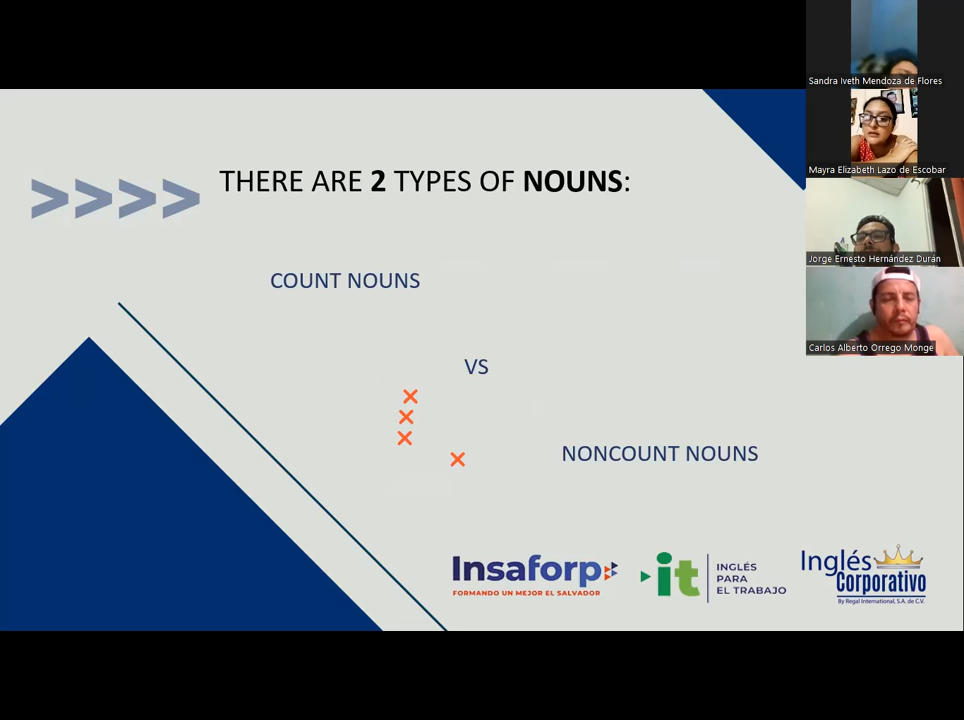 THERE ARE 2 TYPES OF NOUNS:
COUNT NOUNS
VS
NONCOUNT NOUNS
Insaforp
FORMANDO UN MEJOR EL SALVADOR
it
INGLÉS
PARA
EL TRABAJO
Inglés
Corporativo
By Regal International, S.A. de C.V.
Sandra Iveth Mendoza de Flores
Mayra Elizabeth Lazo de Escobar
Jorge Ernesto Hernández Durán
Carlos Alberto Orrego Monge